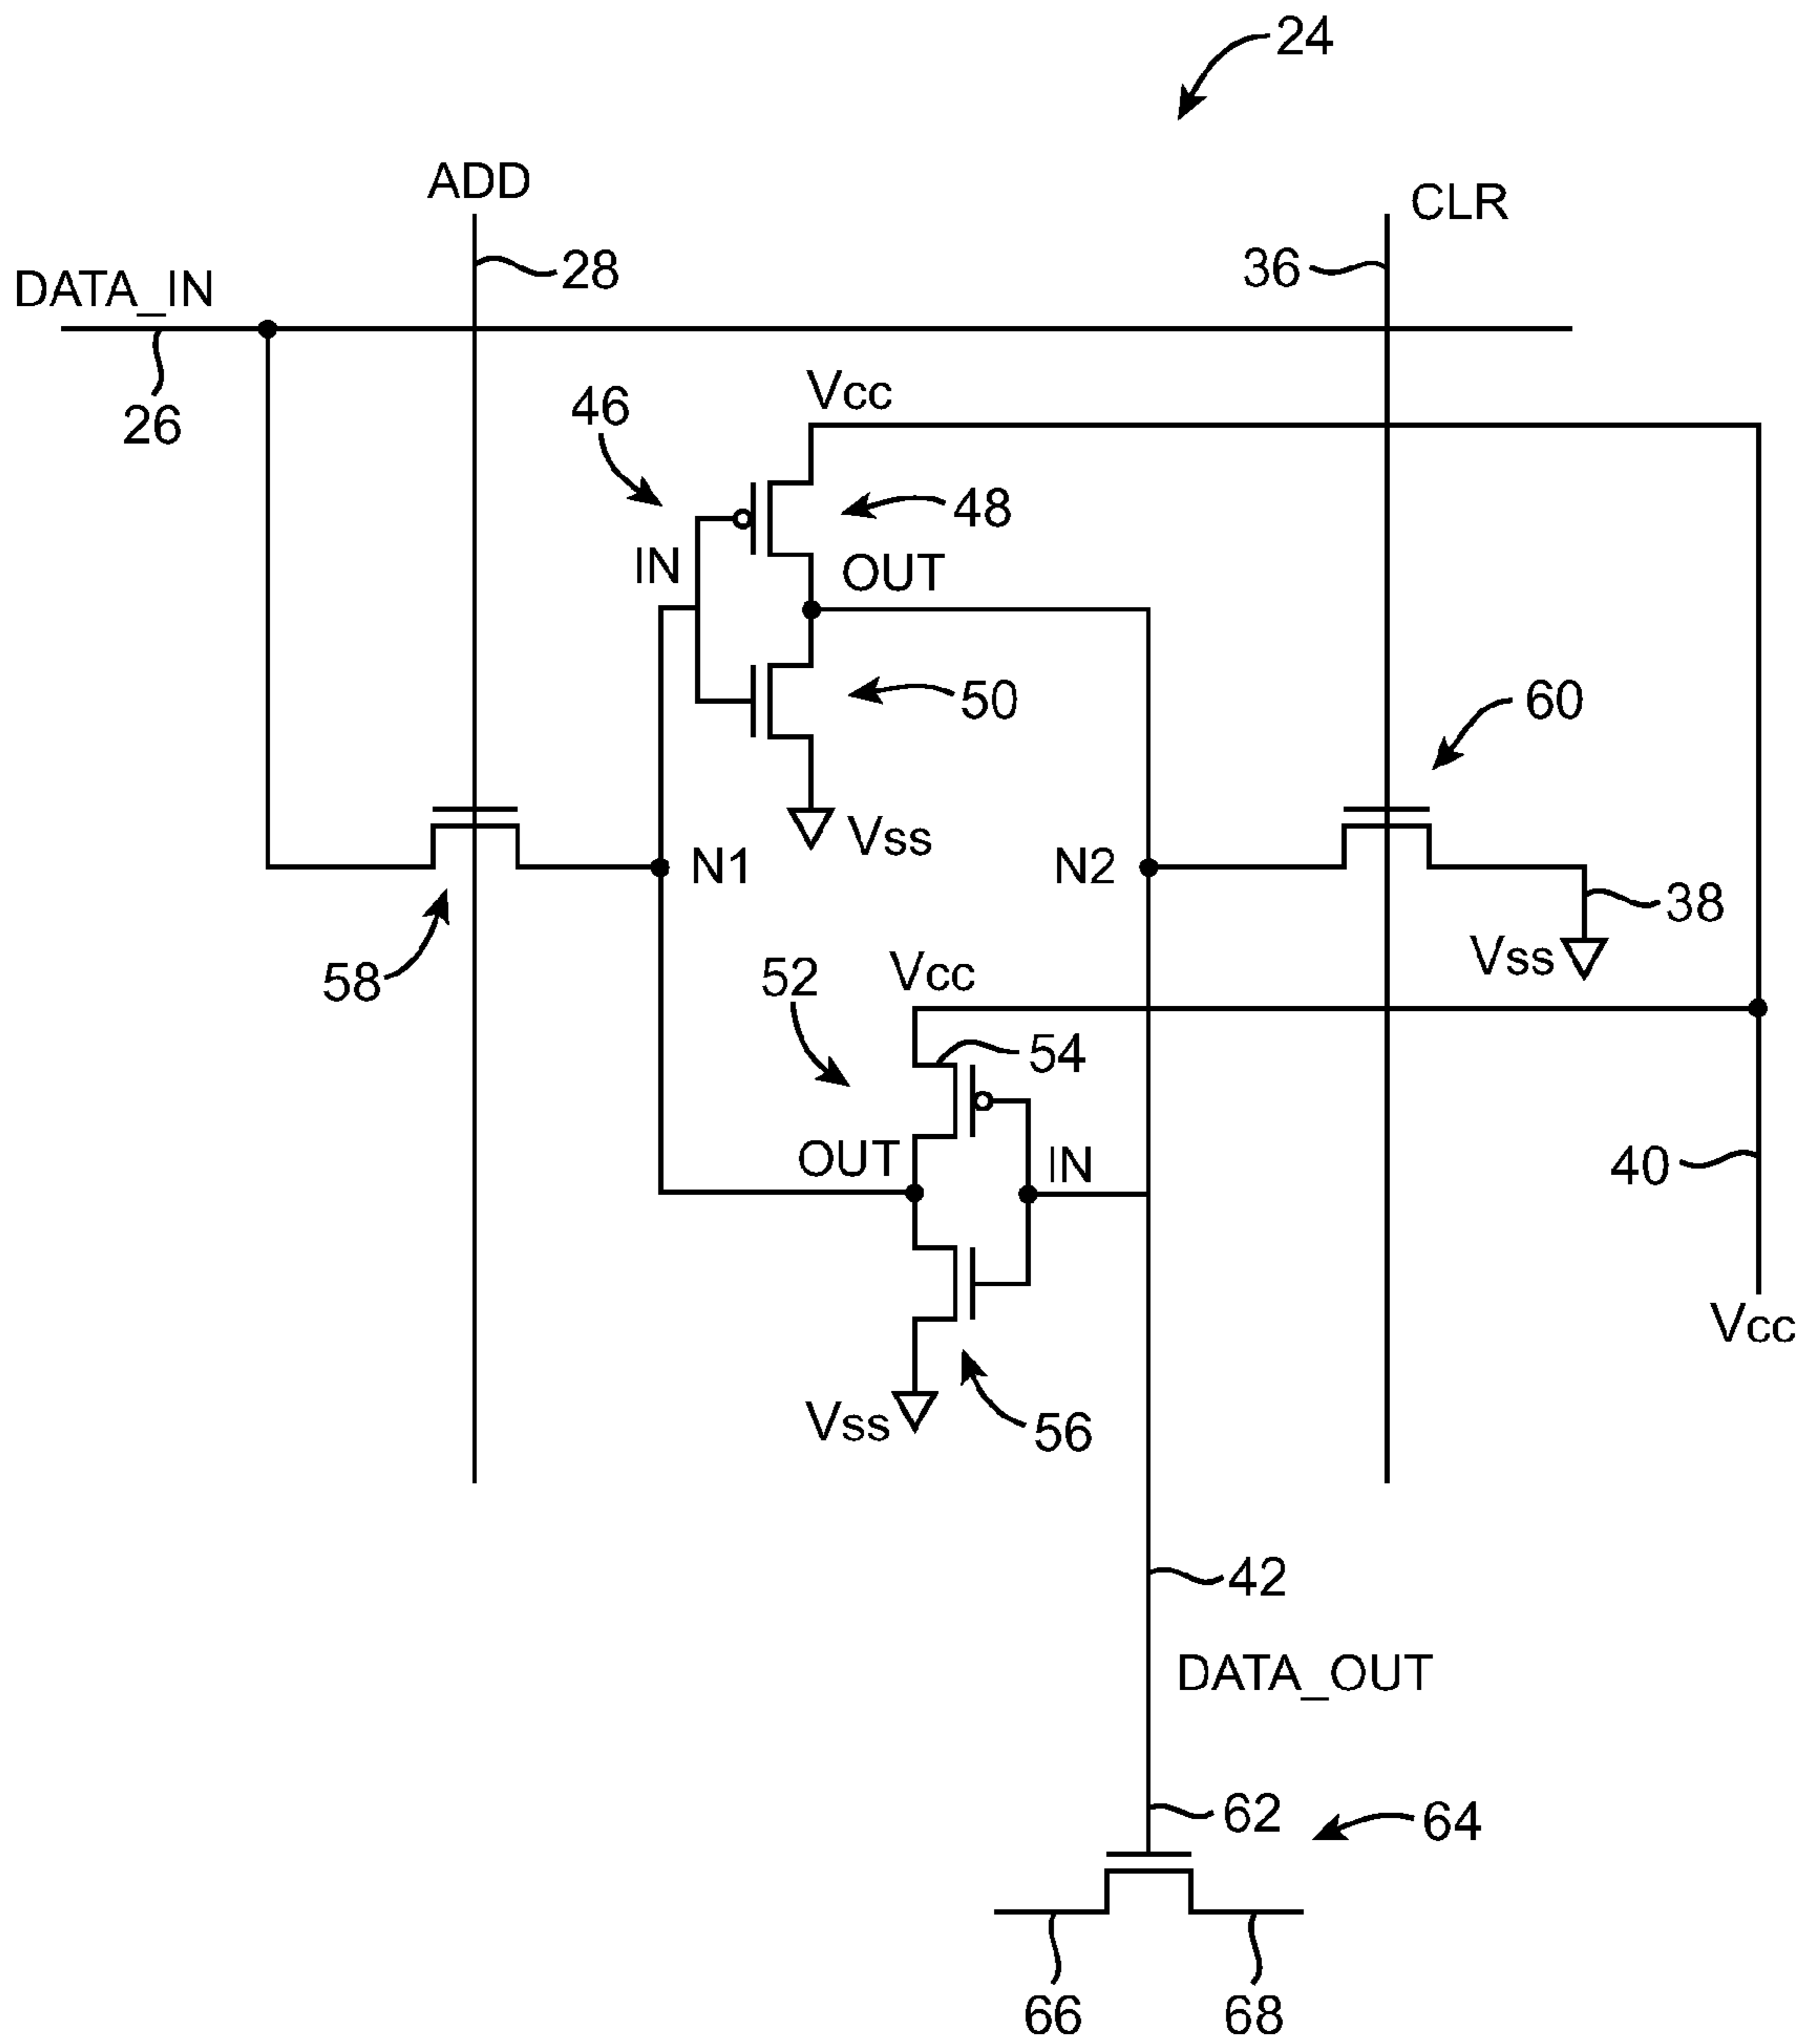 24
ADD
CLR
28
36
DATA_IN
26
Vcc
46
48
IN
OUT
50
60
Vss
N1
N2
38
58
52
Vcc
Vss
54
OUT
IN
40
Vcc
Vss
56
42
DATA_OUT
62
64
66
68